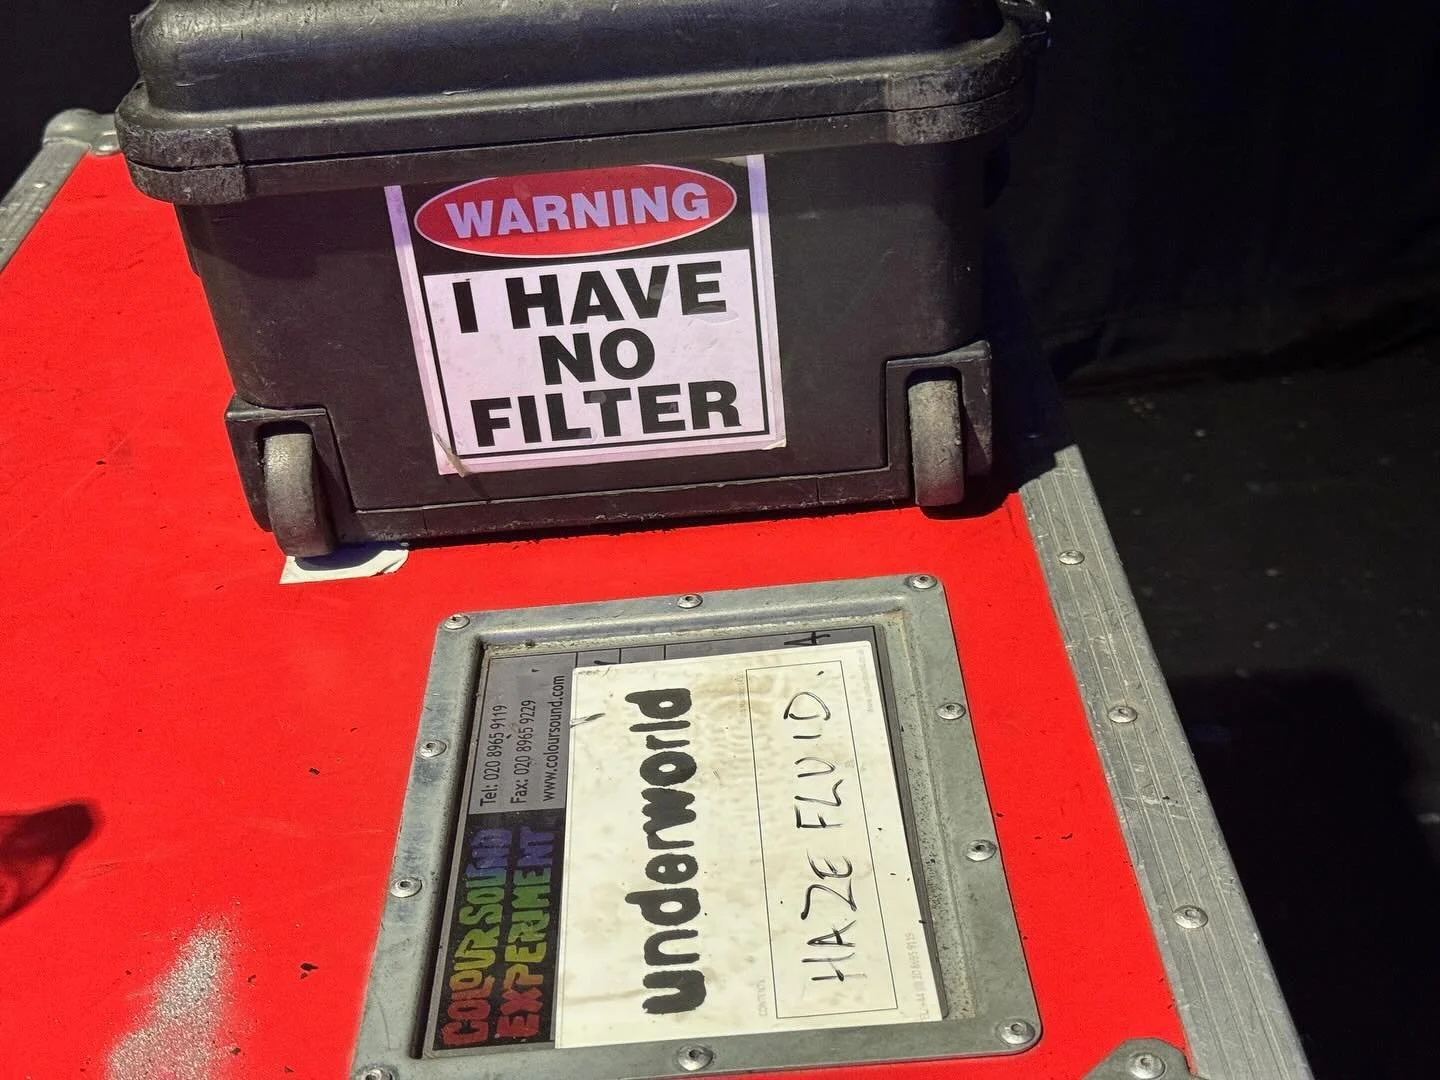 WARNING
I HAVE
NO
FILTER
COLOURSOUND
EXPERIMENT
Tel: 020 8965 9119
Fax: 020 8965 9229
www.coloursound.com
underworld
CONTENTS
HAZE FLUID.